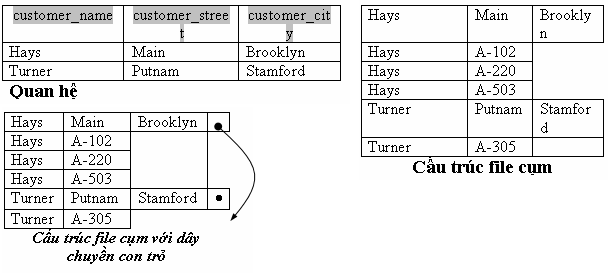 customer_name customer_street customer_city
Hays Main Brooklyn
Turner Putnam Stamford
Quan hệ
Hays Main Brooklyn
Hays A-102
Hays A-220
Hays A-503
Turner Putnam Stamford
Turner A-305
Cấu trúc file cụm
Hays Main Brooklyn
Hays A-102
Hays A-220
Hays A-503
Turner Putnam Stamford
Turner A-305
Cấu trúc file cụm với dây
chuyền con trỏ